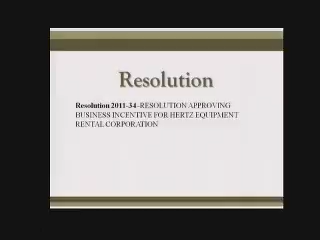 Resolution
Resolution 2011-34-RESOLUTION APPROVING
BUSINESS INCENTIVE FOR HERTZ EQUIPMENT
RENTAL CORPORATION